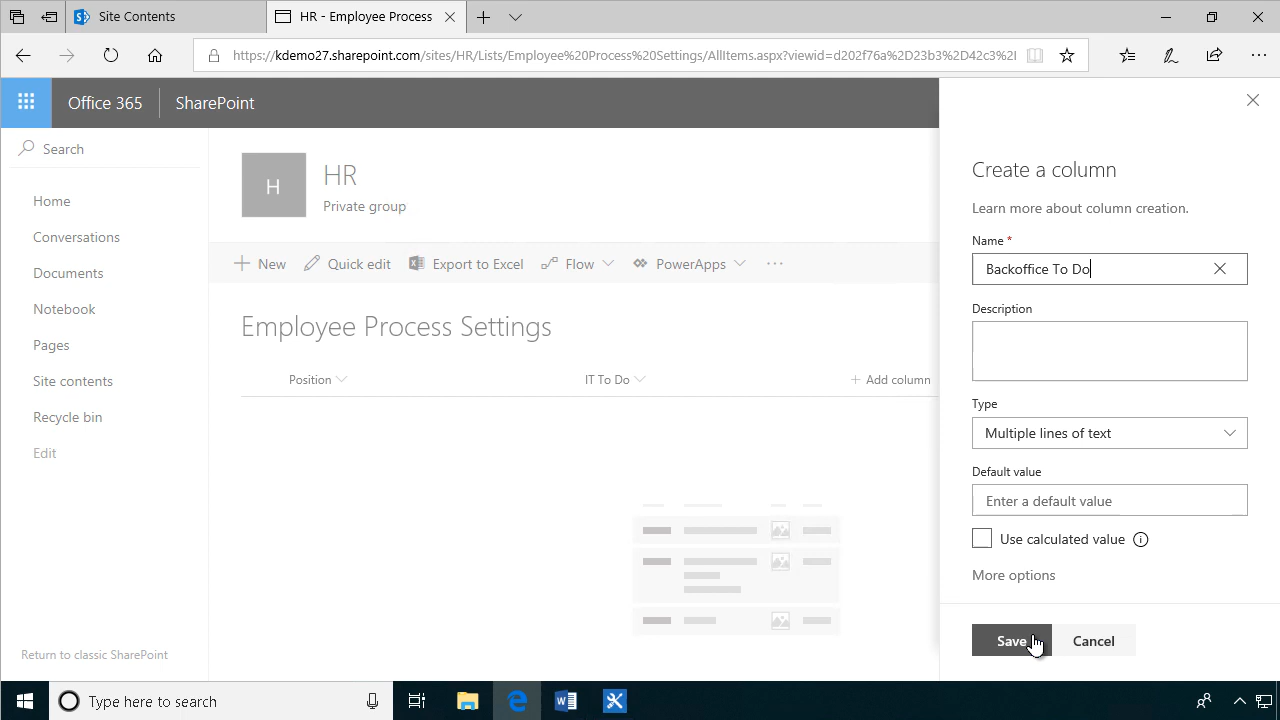 Site Contents
HR - Employee Process
https://kdemo27.sharepoint.com/sites/HR/Lists/Employee%20Process%20Settings/AllItems.aspx?viewid=d202f76a%2D23b3%2D42c3%2
Office 365
SharePoint
Search
Home
Conversations
Documents
Notebook
Pages
Site contents
Recycle bin
Edit
Return to classic SharePoint
H
HR
Private group
New
Quick edit
Export to Excel
Flow
PowerApps
Employee Process Settings
Position
IT To Do
Add column
Create a column
Learn more about column creation.
Name *
Backoffice To Do
Description
Type
Multiple lines of text
Default value
Enter a default value
Use calculated value
More options
Save
Cancel
Type here to search